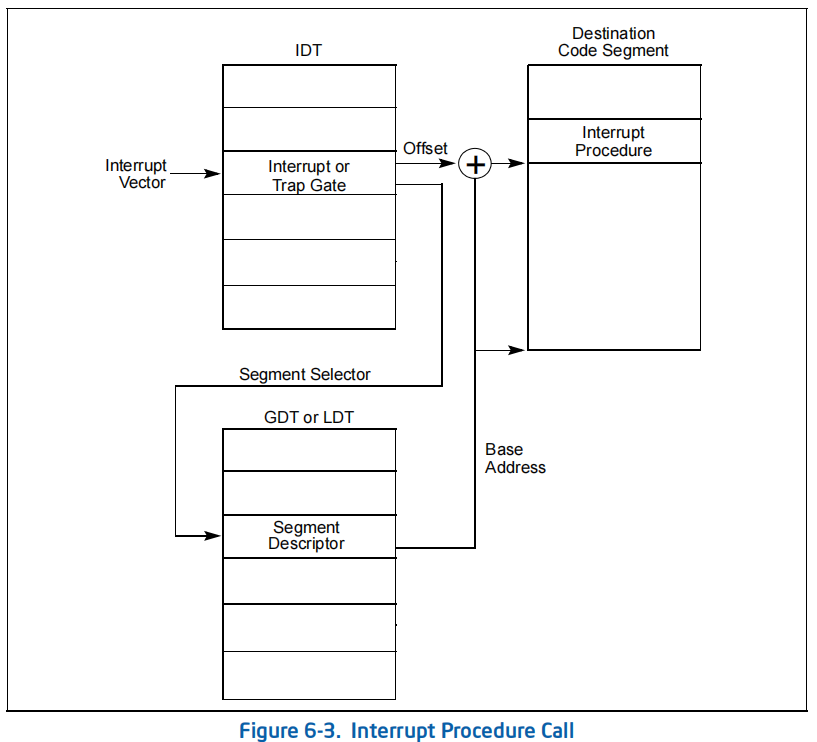 IDT
Destination
Code Segment
Interrupt
Vector
Interrupt or
Trap Gate
Offset
+
Interrupt
Procedure
Segment Selector
GDT or LDT
Segment
Descriptor
Base
Address
Figure 6-3. Interrupt Procedure Call